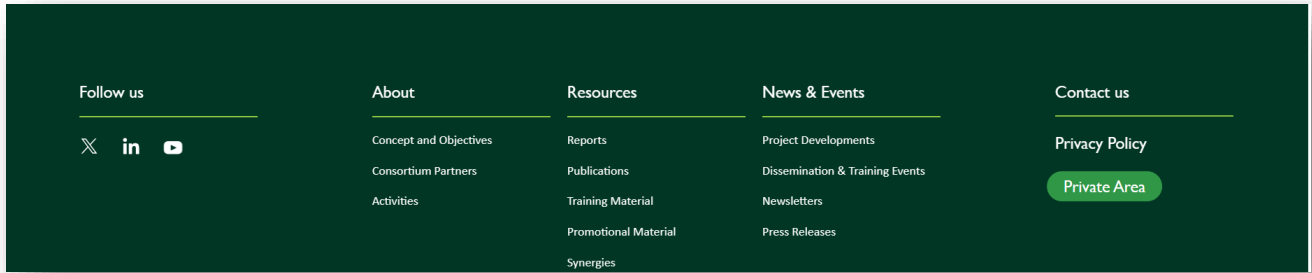 Follow us
About
Concept and Objectives
Consortium Partners
Activities
Resources
Reports
Publications
Training Material
Promotional Material
Synergies
News & Events
Project Developments
Dissemination & Training Events
Newsletters
Press Releases
Contact us
Privacy Policy
Private Area